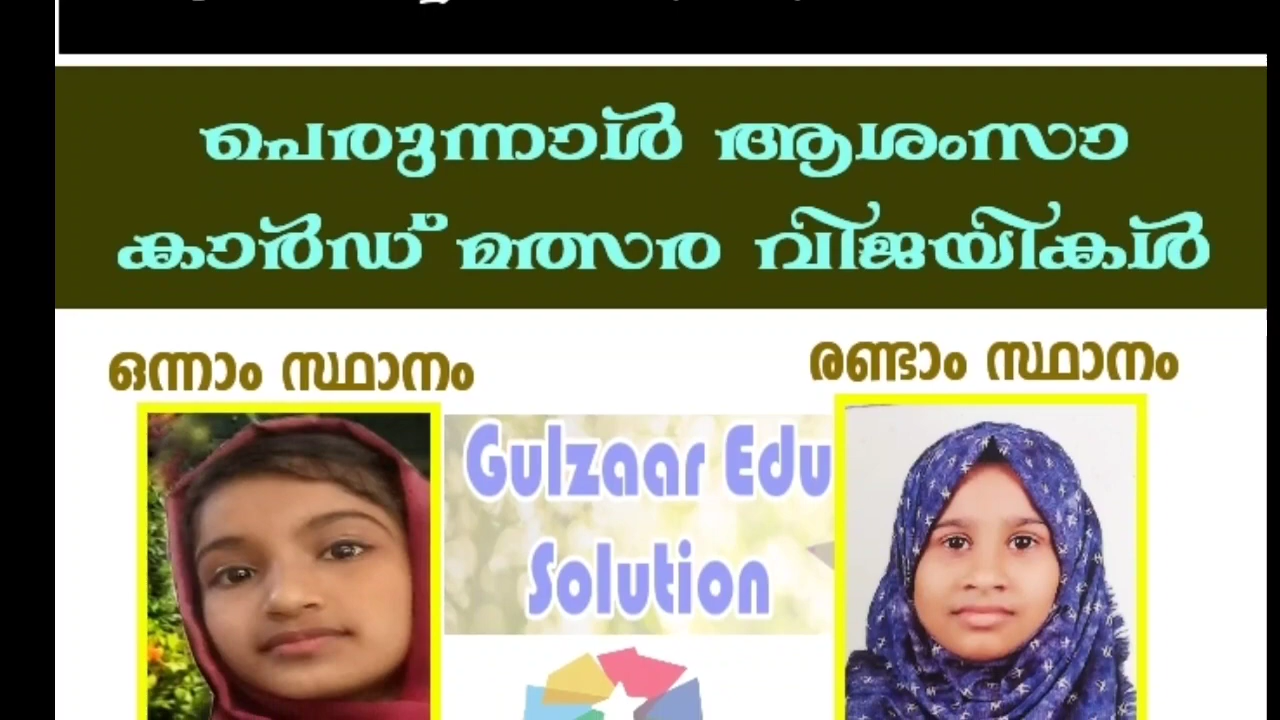 പെരുന്നാൾ ആശംസാ
കാർഡ് മത്സര വിജയികൾ
ഒന്നാം സ്ഥാനം
രണ്ടാം സ്ഥാനം
Gulzaar Edu
Solution